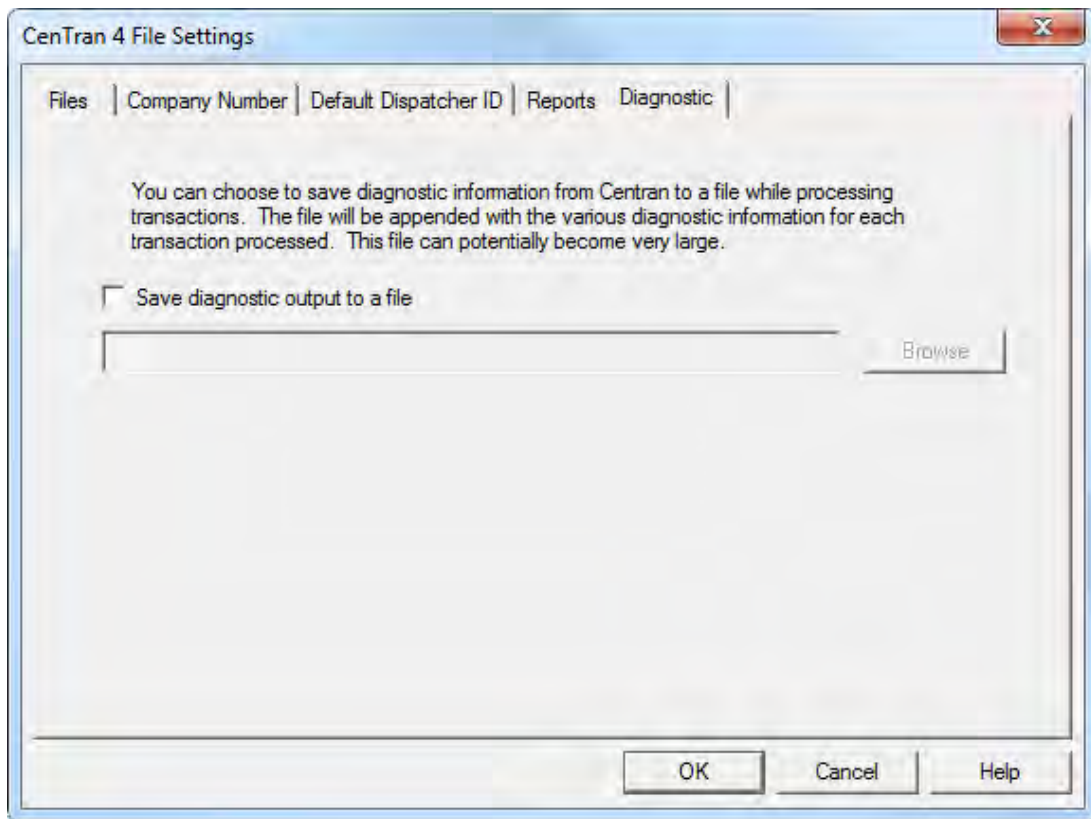 CenTran 4 File Settings
Files
Company Number
Default Dispatcher ID
Reports
Diagnostic
You can choose to save diagnostic information from Centran to a file while processing
transactions.  The file will be appended with the various diagnostic information for each
transaction processed.  This file can potentially become very large.
Save diagnostic output to a file
Browse
OK
Cancel
Help